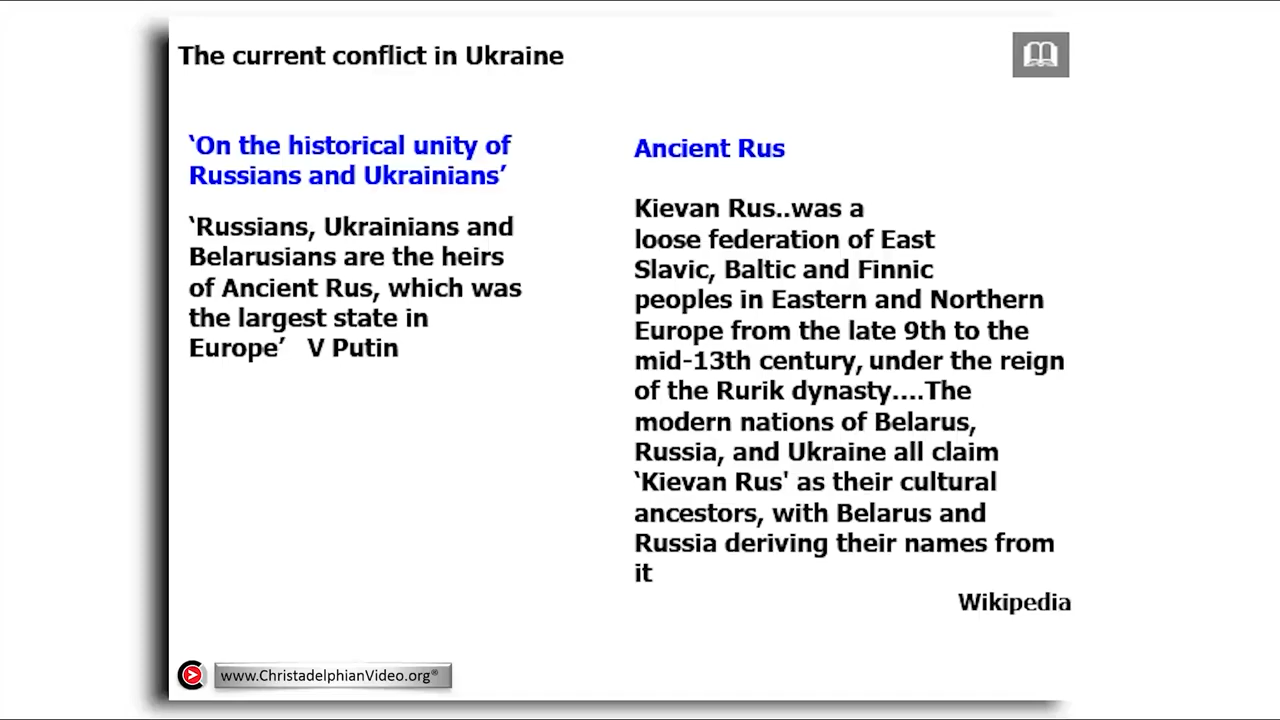 The current conflict in Ukraine
‘On the historical unity of
Russians and Ukrainians’
‘Russians, Ukrainians and
Belarusians are the heirs
of Ancient Rus, which was
the largest state in
Europe’ V Putin
Ancient Rus
Kievan Rus..was a
loose federation of East
Slavic, Baltic and Finnic
peoples in Eastern and Northern
Europe from the late 9th to the
mid-13th century, under the reign
of the Rurik dynasty....The
modern nations of Belarus,
Russia, and Ukraine all claim
‘Kievan Rus' as their cultural
ancestors, with Belarus and
Russia deriving their names from
it
Wikipedia
www.ChristadelphianVideo.org®